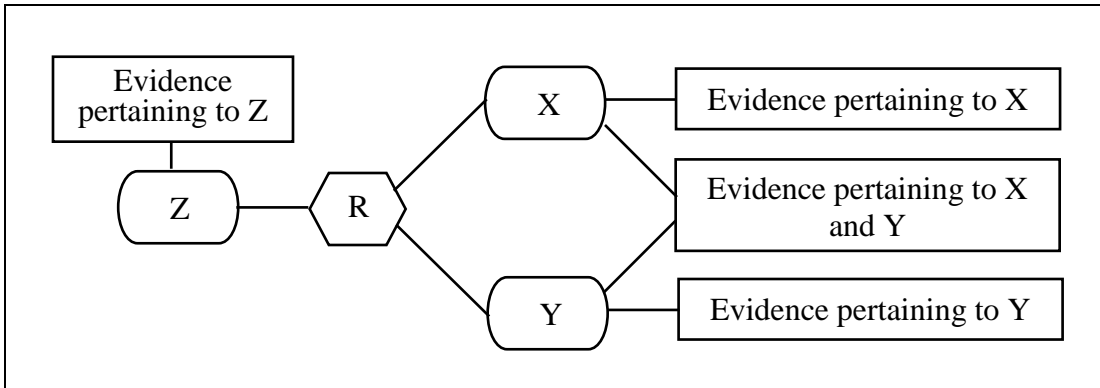 Evidence
pertaining to Z
Z
R
X
Y
Evidence pertaining to X
Evidence pertaining to X
and Y
Evidence pertaining to Y